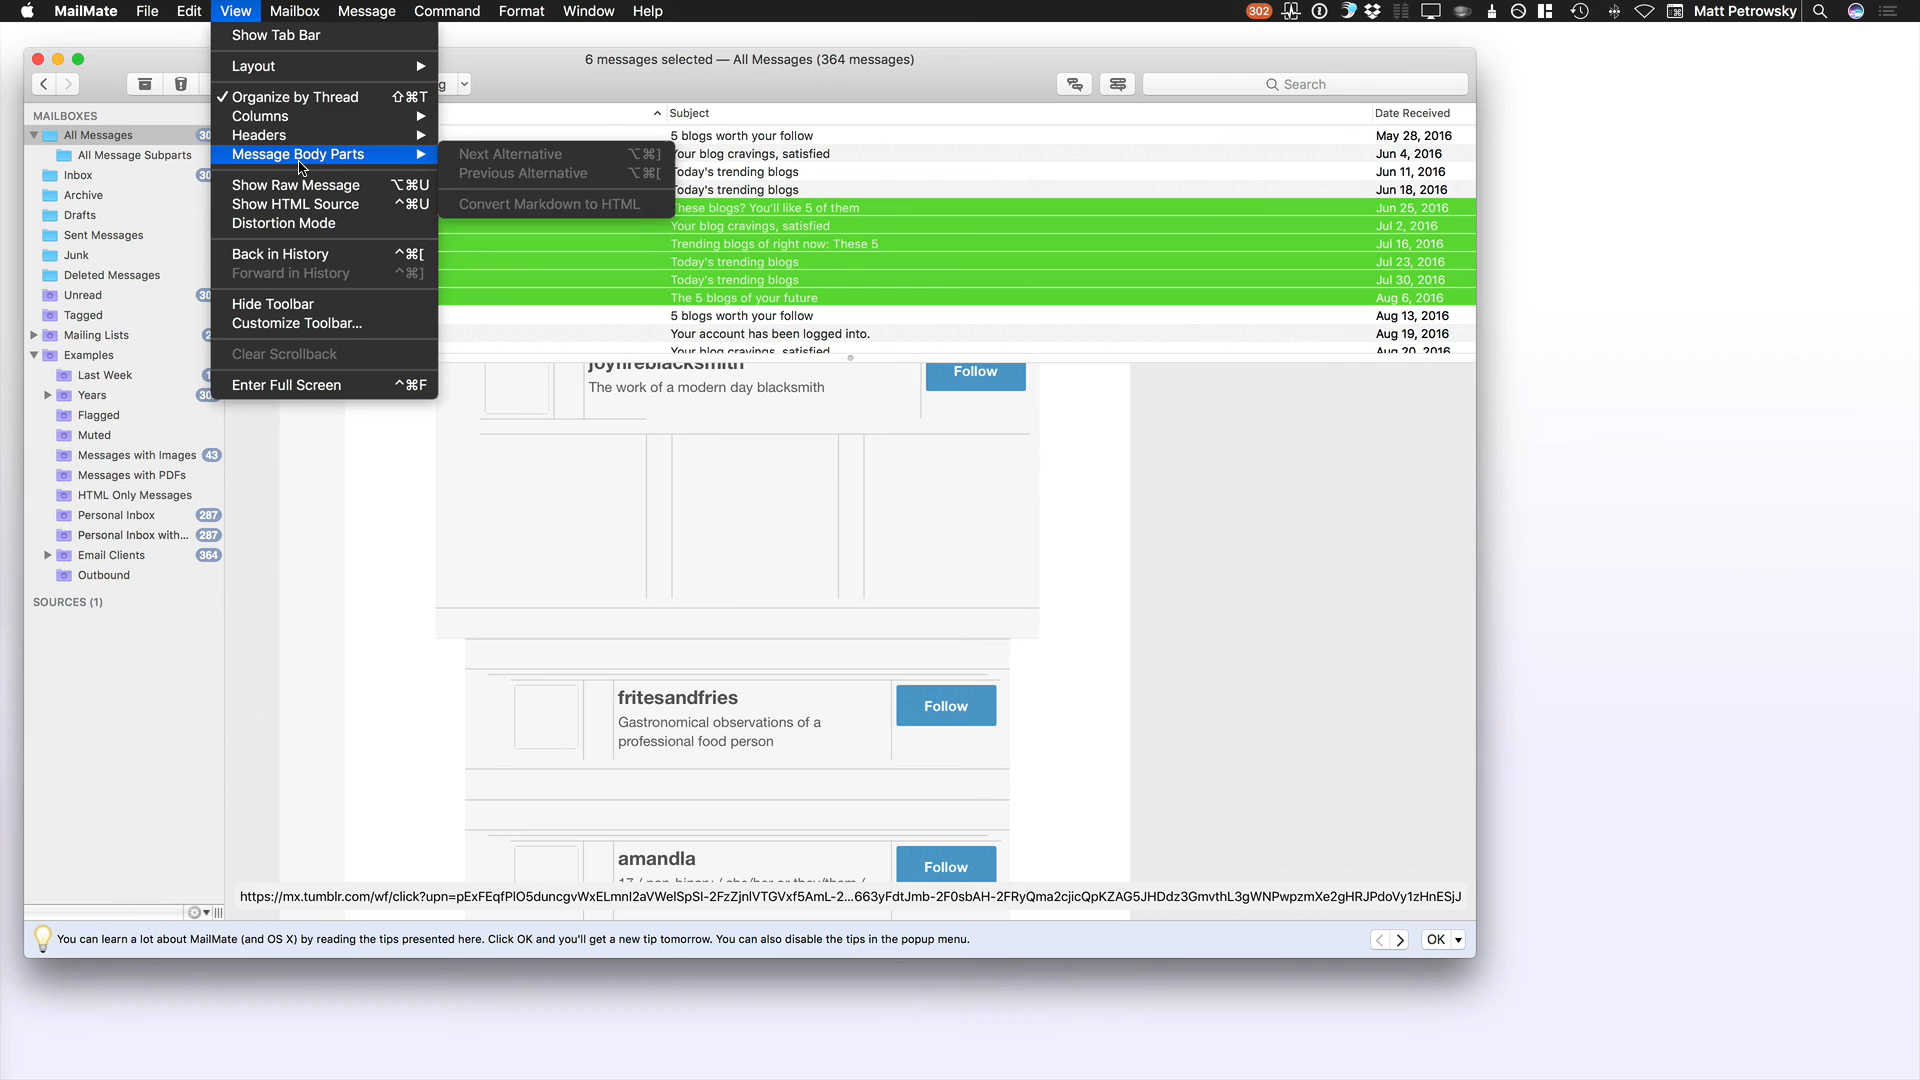 MailMate File Edit View Mailbox Message Command Format Window Help
302 Matt Petrowsky
Show Tab Bar
Layout
✓ Organize by Thread ⇧⌘T
Columns
Headers
Message Body Parts
Show Raw Message ⌥⌘U
Show HTML Source ^⌘U
Distortion Mode
Back in History ^⌘[
Forward in History ^⌘]
Hide Toolbar
Customize Toolbar...
Clear Scrollback
Enter Full Screen ^⌘F
Next Alternative ⌥⌘]
Previous Alternative ⌥⌘[
Convert Markdown to HTML
6 messages selected — All Messages (364 messages)
Search
MAILBOXES
All Messages
All Message Subparts
Inbox
Archive
Drafts
Sent Messages
Junk
Deleted Messages
Unread
Tagged
Mailing Lists
Examples
Last Week
Years
Flagged
Muted
Messages with Images 43
Messages with PDFs
HTML Only Messages
Personal Inbox 287
Personal Inbox with... 287
Email Clients 364
Outbound
SOURCES (1)
Subject Date Received
5 blogs worth your follow May 28, 2016
Your blog cravings, satisfied Jun 4, 2016
Today's trending blogs Jun 11, 2016
Today's trending blogs Jun 18, 2016
These blogs? You'll like 5 of them Jun 25, 2016
Your blog cravings, satisfied Jul 2, 2016
Trending blogs of right now: These 5 Jul 16, 2016
Today's trending blogs Jul 23, 2016
Today's trending blogs Jul 30, 2016
The 5 blogs of your future Aug 6, 2016
5 blogs worth your follow Aug 13, 2016
Your account has been logged into. Aug 19, 2016
Your blog cravings, satisfied Aug 20, 2016
joynreblacksmith
The work of a modern day blacksmith
Follow
fritesandfries
Gastronomical observations of a
professional food person
Follow
amandla
Follow
https://mx.tumblr.com/wf/click?upn=pExFEqfPlO5duncgvWxELmnI2aVWelSpSI-2FzZjnlVTGVxf5AmL-2...663yFdtJmb-2F0sbAH-2FRyQma2cjicQpKZAG5JHDdz3GmvthL3gWNPwpzmXe2gHRJPdoVy1zHnESjJ
You can learn a lot about MailMate (and OS X) by reading the tips presented here. Click OK and you'll get a new tip tomorrow. You can also disable the tips in the popup menu.
OK